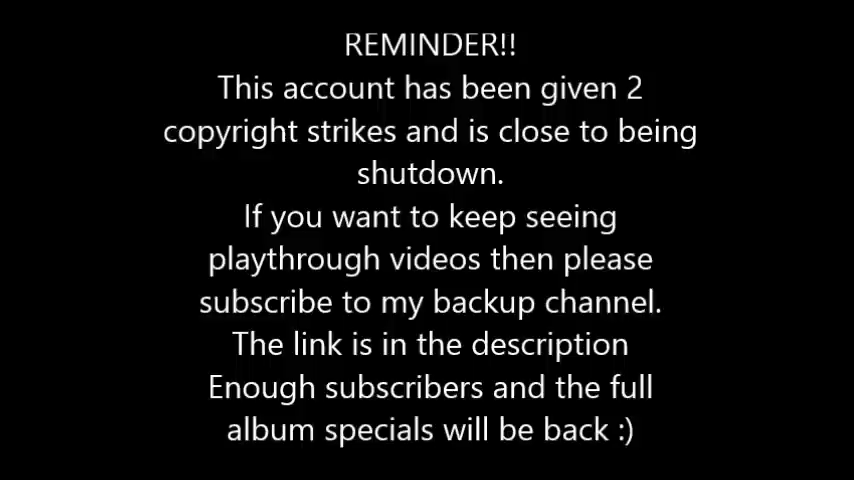 REMINDER!!
This account has been given 2
copyright strikes and is close to being
shutdown.
If you want to keep seeing
playthrough videos then please
subscribe to my backup channel.
The link is in the description
Enough subscribers and the full
album specials will be back :)